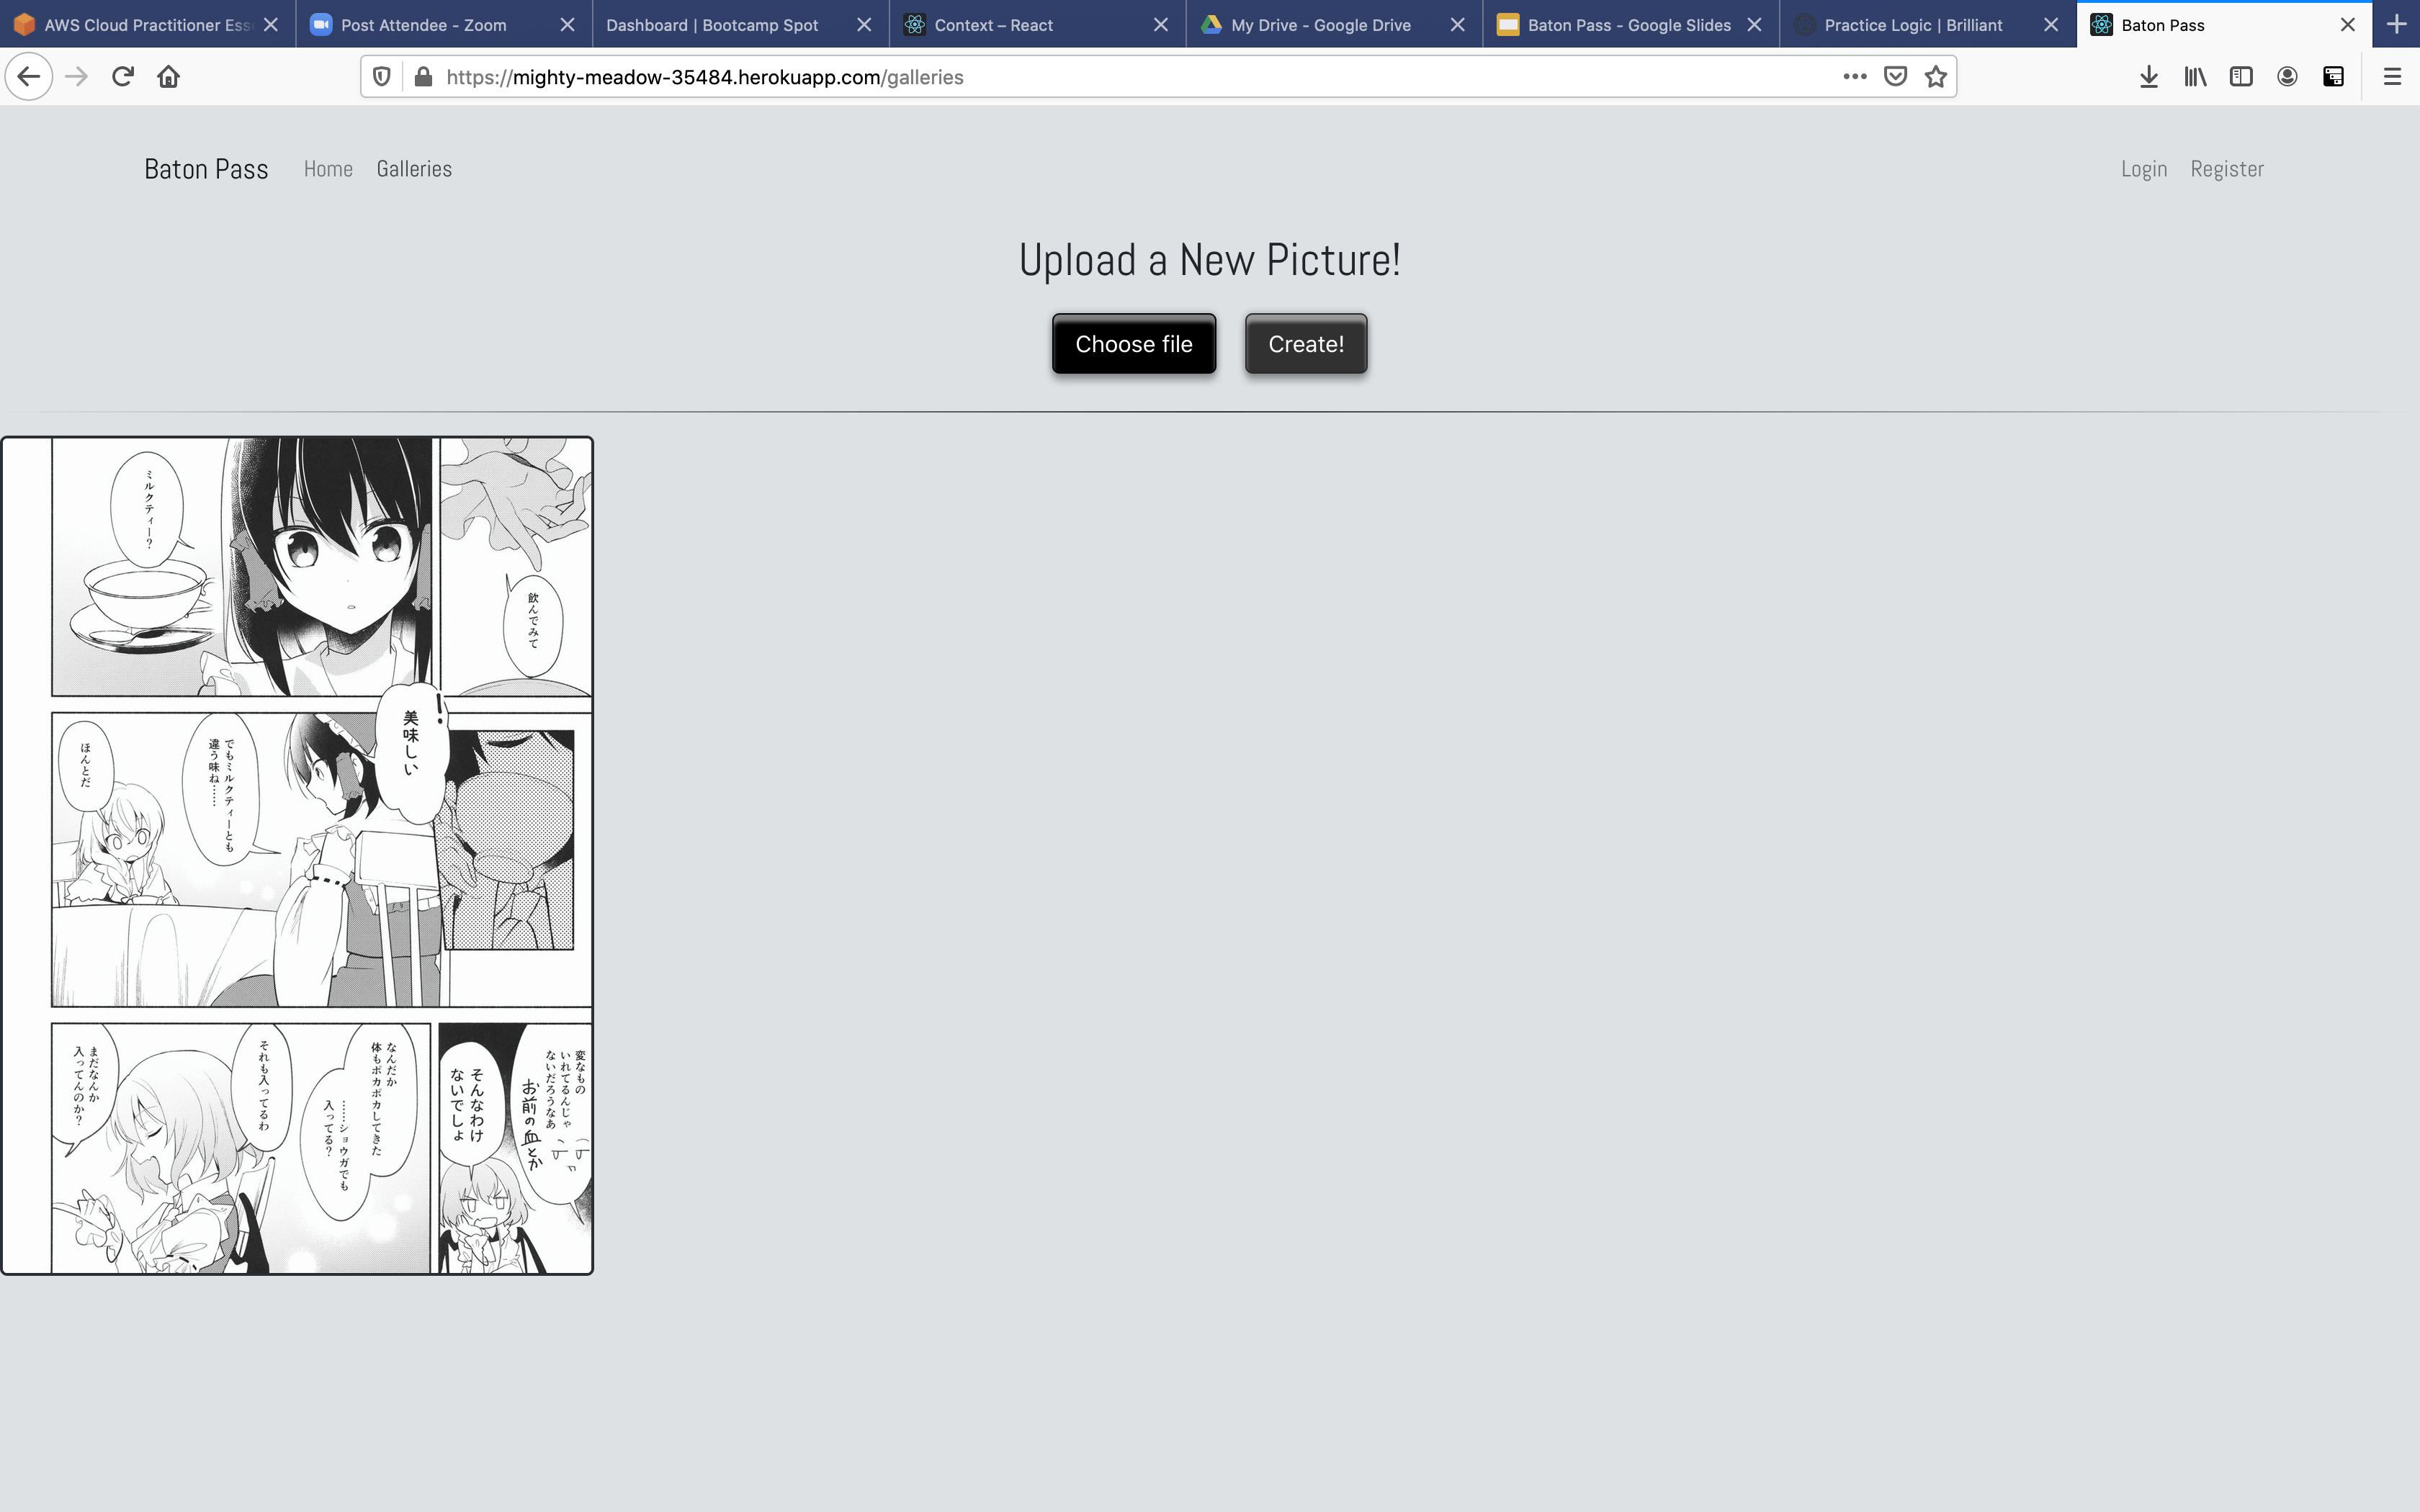 AWS Cloud Practitioner Ess
Post Attendee - Zoom
Dashboard | Bootcamp Spot
Context – React
My Drive - Google Drive
Baton Pass - Google Slides
Practice Logic | Brilliant
Baton Pass
https://mighty-meadow-35484.herokuapp.com/galleries
Baton Pass
Home
Galleries
Login
Register
Upload a New Picture!
Choose file
Create!
飲んでみて
ミルクティー?
!
美味しい
でもミルクティーとも
違う味ね……
ほんとだ
変なもの
いれてるんじゃ
ないだろうなあ
お前の血とか
そんなわけ
ないでしょ
なんだか
体もポカポカしてきた
……ショウガでも
入ってる?
それも入ってるわ
まだなんか
入ってんのか?